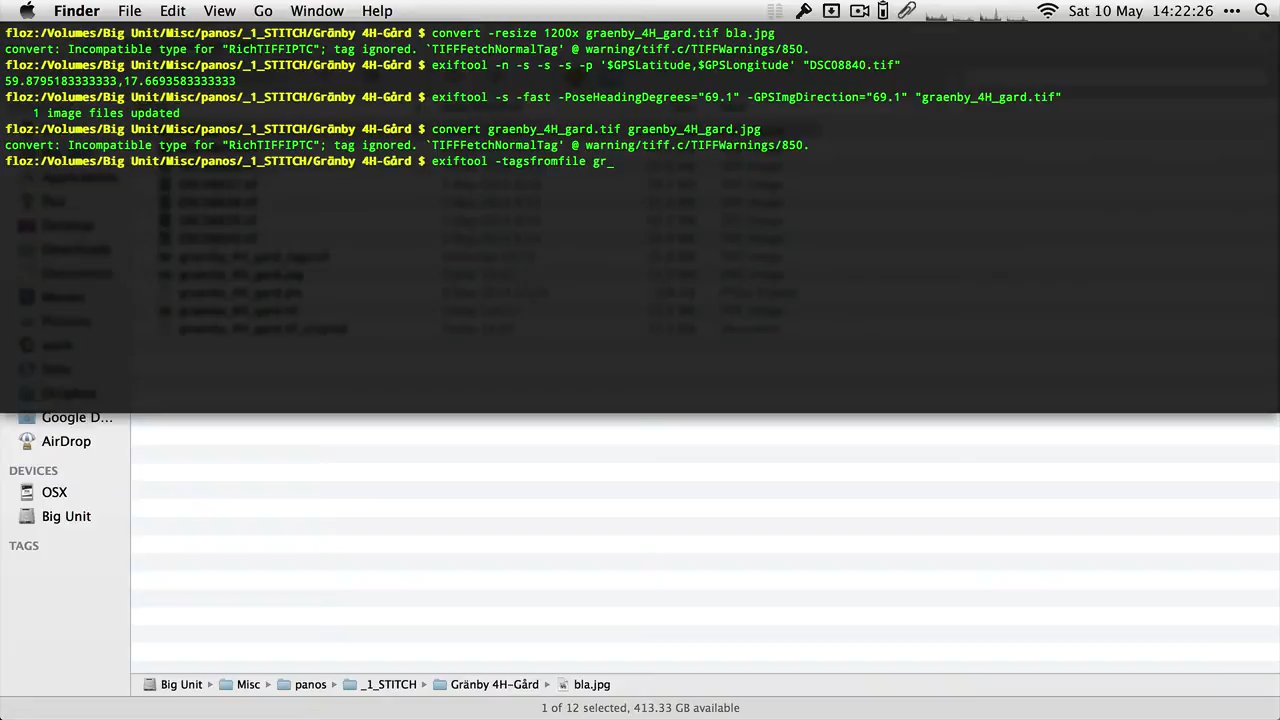 Finder File Edit View Go Window Help Sat 10 May 14:22:26
floz:/Volumes/Big Unit/Misc/panos/_1_STITCH/Gränby 4H-Gård $ convert -resize 1200x graenby_4H_gard.tif bla.jpg
convert: Incompatible type for "RichTIFFIPTC"; tag ignored. `TIFFFetchNormalTag' @ warning/tiff.c/TIFFWarnings/850.
floz:/Volumes/Big Unit/Misc/panos/_1_STITCH/Gränby 4H-Gård $ exiftool -n -s -s -s -p '$GPSLatitude,$GPSLongitude' "DSC08840.tif"
59.8795183333333,17.6693583333333
floz:/Volumes/Big Unit/Misc/panos/_1_STITCH/Gränby 4H-Gård $ exiftool -s -fast -PoseHeadingDegrees="69.1" -GPSImgDirection="69.1" "graenby_4H_gard.tif"
1 image files updated
floz:/Volumes/Big Unit/Misc/panos/_1_STITCH/Gränby 4H-Gård $ convert graenby_4H_gard.tif graenby_4H_gard.jpg
convert: Incompatible type for "RichTIFFIPTC"; tag ignored. `TIFFFetchNormalTag' @ warning/tiff.c/TIFFWarnings/850.
floz:/Volumes/Big Unit/Misc/panos/_1_STITCH/Gränby 4H-Gård $ exiftool -tagsfromfile gr_
Applications
Desktop
Downloads
Movies
Pictures
Google D...
AirDrop
DEVICES
OSX
Big Unit
TAGS
Big Unit Misc panos _1_STITCH Gränby 4H-Gård bla.jpg
1 of 12 selected, 413.33 GB available